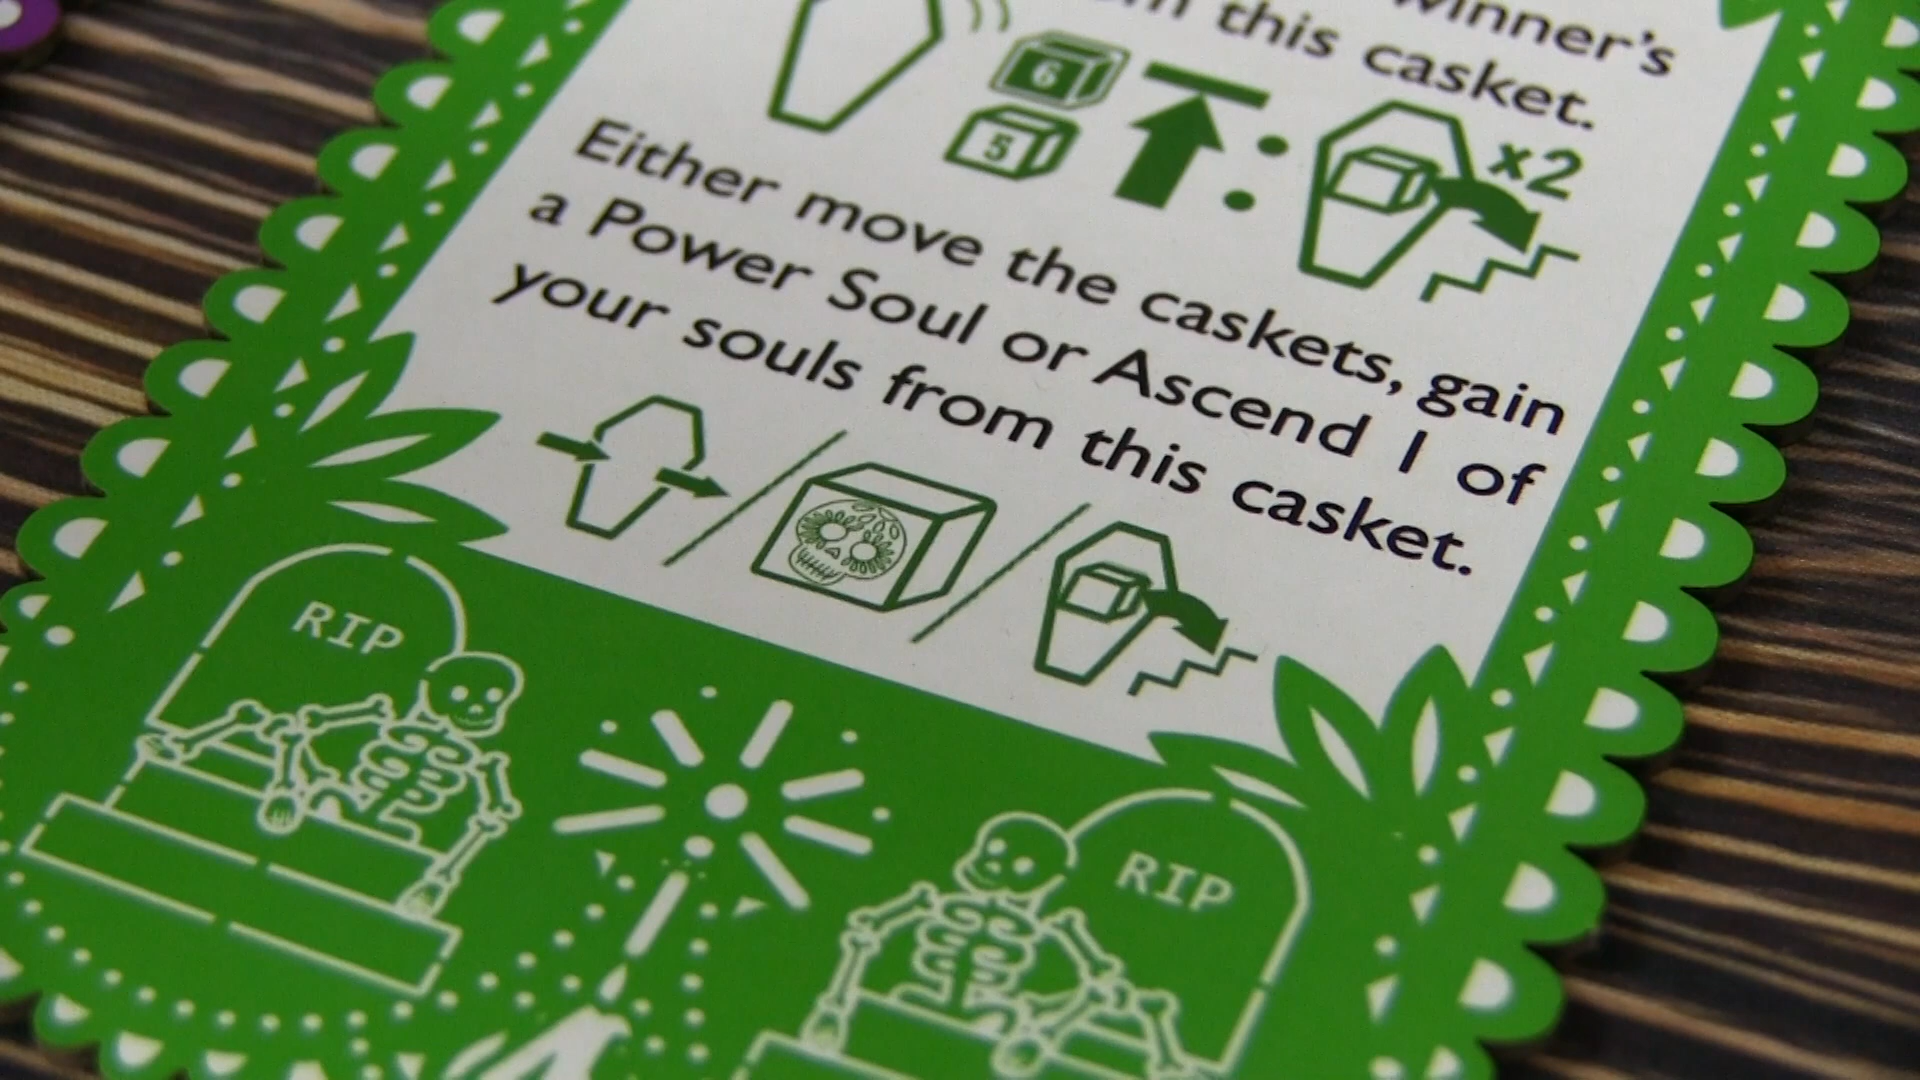 winner's
this casket.
6
5
x2
Either move the caskets, gain
a Power Soul or Ascend 1 of
your souls from this casket.
RIP
RIP